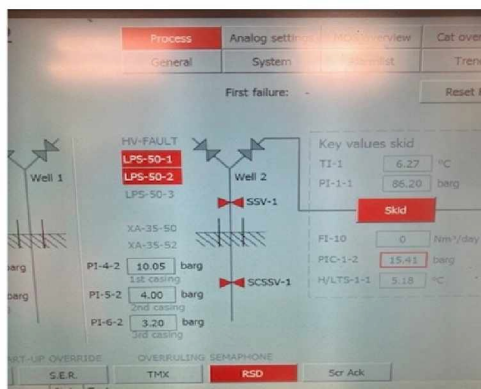 Process Analog settings overview Cat over
General System Trend
First failure: - Reset
HV-FAULT Key values skid
LPS-50-1 TI-1 6.27 °C
Well 1 LPS-50-2 Well 2 PI-1-1 86.20 barg
LPS-50-3 SSV-1 Skid
XA-35-50 FI-10 0 Nm³/day
XA-35-52 PIC-1-2 15.41 barg
barg PI-4-2 10.05 barg SCSSV-1 H/LTS-1-1 5.18 °C
1st casing
barg PI-5-2 4.00 barg
2nd casing
PI-6-2 3.20 barg
3rd casing
ART-UP OVERRIDE OVERRULING SEMAPHONE
S.E.R. TMX RSD Scr Ack